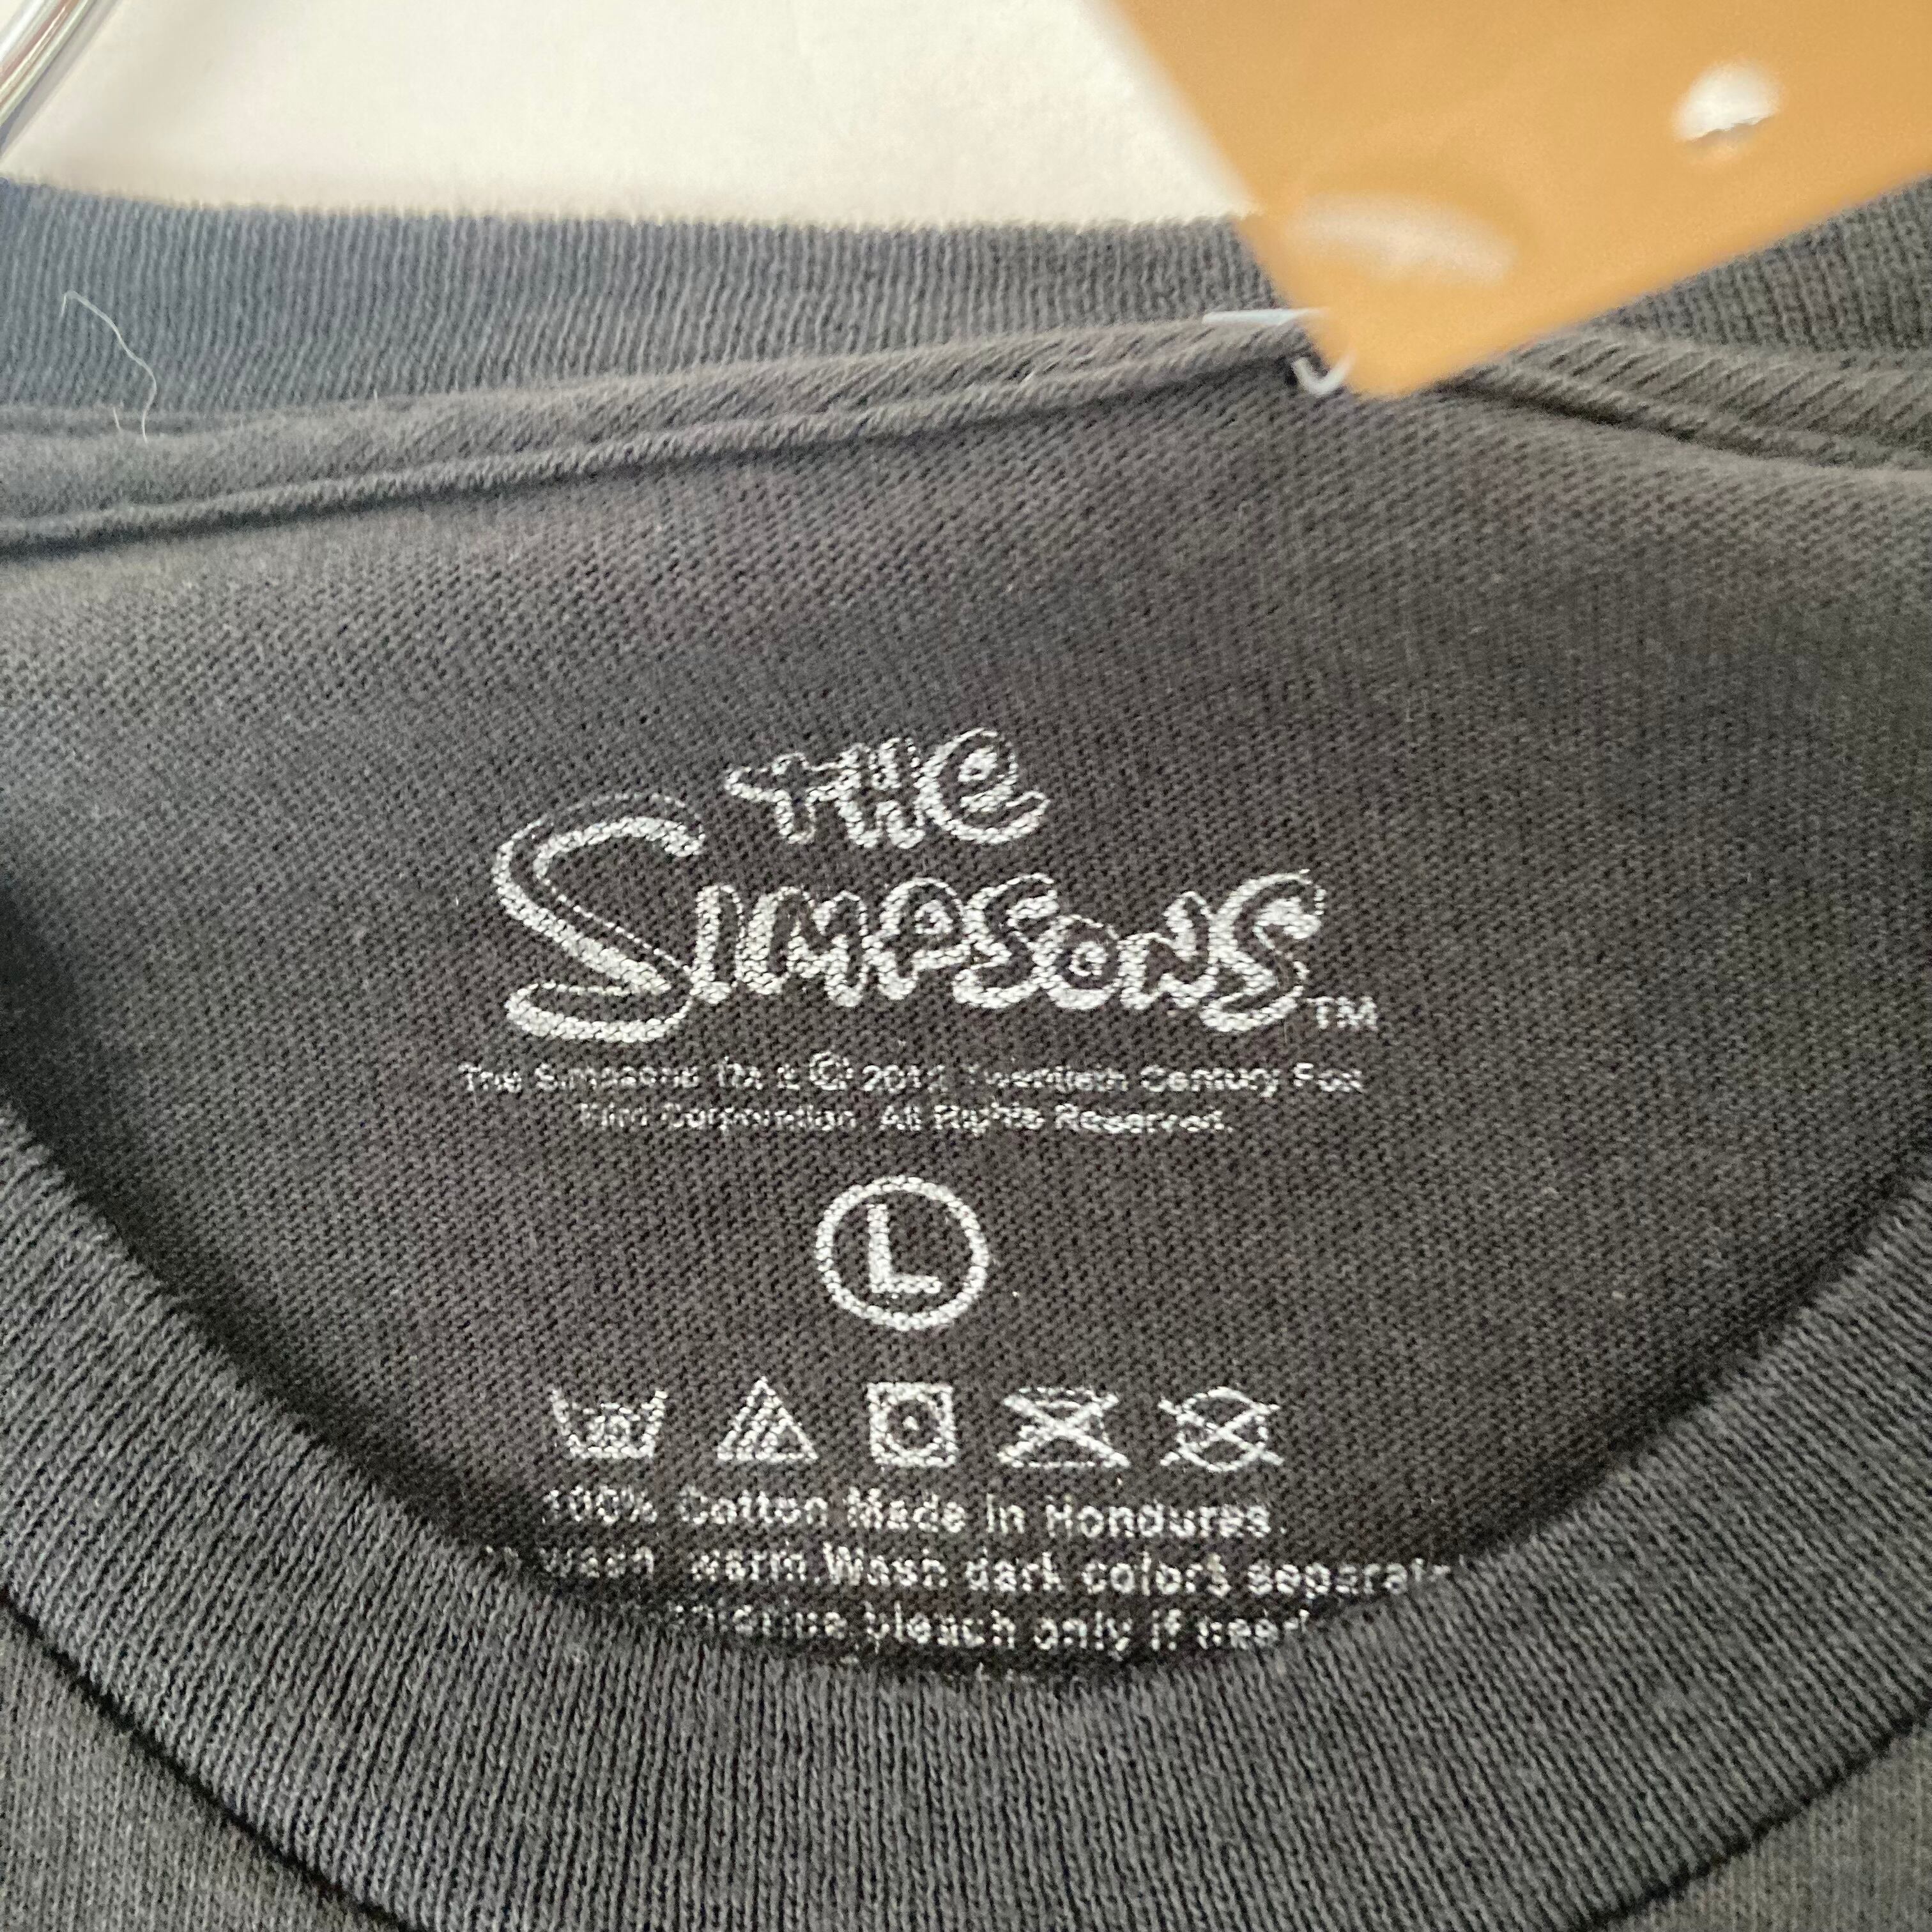 THE
SIMPSONS TM
The Simpsons TM & © Twentieth Century Fox
Film Corporation. All Rights Reserved.
L
100% Cotton Made in Honduras.
wash warm Wash dark colors
bleach only if